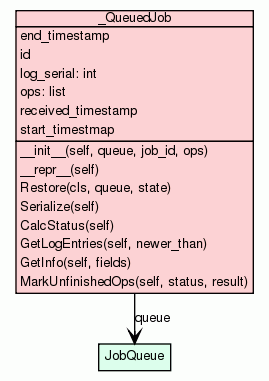 _QueuedJob
end_timestamp
id
log_serial: int
ops: list
received_timestamp
start_timestmap
__init__(self, queue, job_id, ops)
__repr__(self)
Restore(cls, queue, state)
Serialize(self)
CalcStatus(self)
GetLogEntries(self, newer_than)
GetInfo(self, fields)
MarkUnfinishedOps(self, status, result)
queue
JobQueue